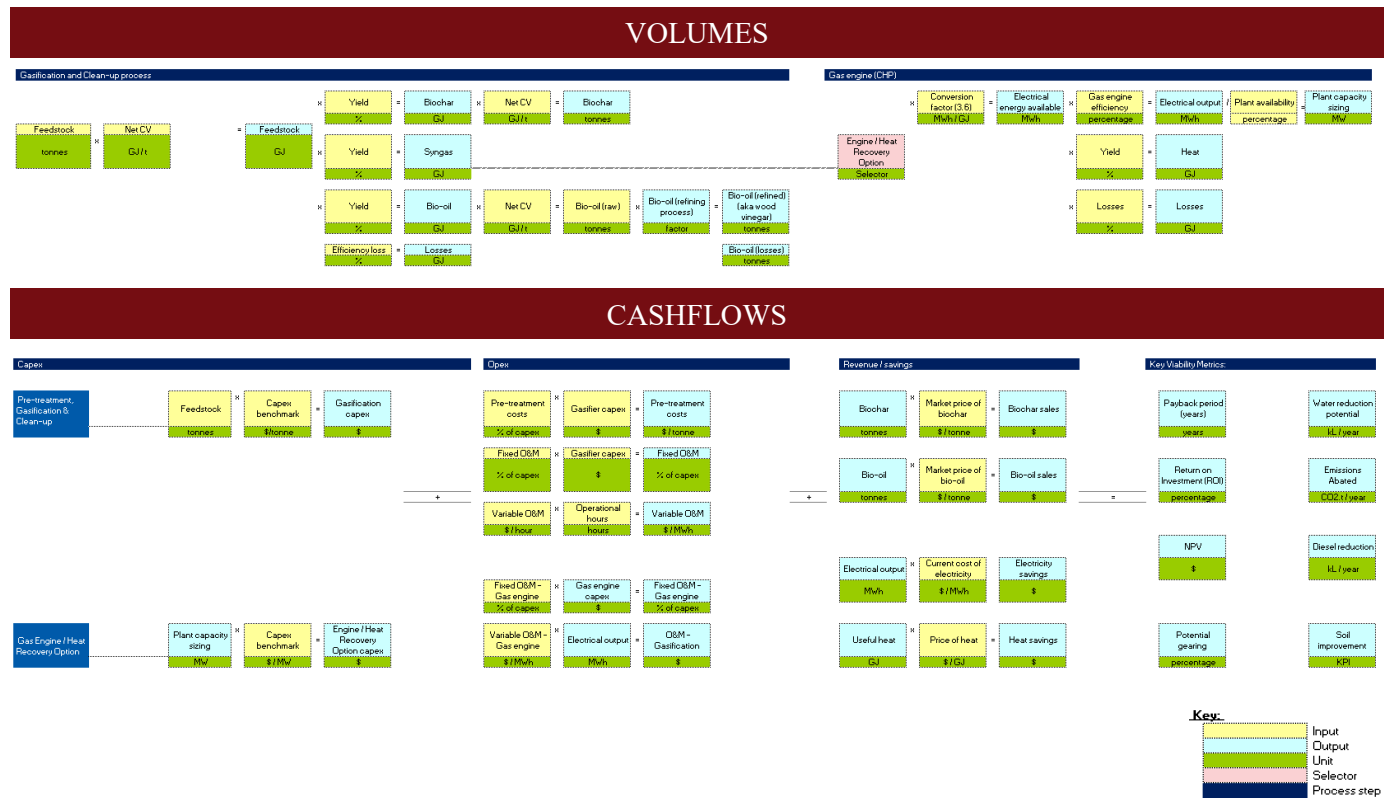 VOLUMES
Gasification and Clean-up process
Gas engine (CHP)
x Yield = Biochar x Net CV = Biochar
% GJ GJ / t tonnes
x Conversion factor (3.6) = Electrical energy available x Gas engine efficiency = Electrical output / Plant availability = Plant capacity sizing
MWh / GJ MWh percentage MWh percentage MW
Feedstock x Net CV = Feedstock
tonnes GJ / t GJ
x Yield = Syngas
% GJ
Engine / Heat Recovery Option
Selector
x Yield = Heat
% GJ
x Yield = Bio-oil x Net CV = Bio-oil (raw) x Bio-oil (refining process) = Bio-oil (refined) (aka wood vinegar)
% GJ GJ / t tonnes factor tonnes
x Losses = Losses
% GJ
Efficiency loss = Losses
% GJ
Bio-oil (losses)
tonnes
CASHFLOWS
Capex
Opex
Revenue / savings
Key Viability Metrics:
Pre-treatment, Gasification & Clean-up
Feedstock x Capex benchmark = Gasification capex
tonnes $/tonne $
Pre-treatment costs x Gasifier capex = Pre-treatment costs
% of capex $ $ / tonne
Biochar x Market price of biochar = Biochar sales
tonnes $ / tonne $
Payback period (years)
years
Water reduction potential
kL / year
Fixed O&M x Gasifier capex = Fixed O&M
% of capex $ % of capex
Bio-oil x Market price of bio-oil = Bio-oil sales
tonnes $ / tonne $
Return on Investment (ROI)
percentage
Emissions Abated
CO2.t / year
+ + =
Variable O&M x Operational hours = Variable O&M
$ / hour hours $ / MWh
NPV
$
Diesel reduction
kL / year
Electrical output x Current cost of electricity = Electricity savings
MWh $ / MWh $
Fixed O&M - Gas engine x Gas engine capex = Fixed O&M - Gas engine
% of capex $ % of capex
Gas Engine / Heat Recovery Option
Plant capacity sizing x Capex benchmark = Engine / Heat Recovery Option capex
MW $ / MW $
Variable O&M - Gas engine x Electrical output = O&M - Gasification
$ / MWh MWh $
Useful heat x Price of heat = Heat savings
GJ $ / GJ $
Potential gearing
percentage
Soil improvement
KPI
Key:
Input
Output
Unit
Selector
Process step